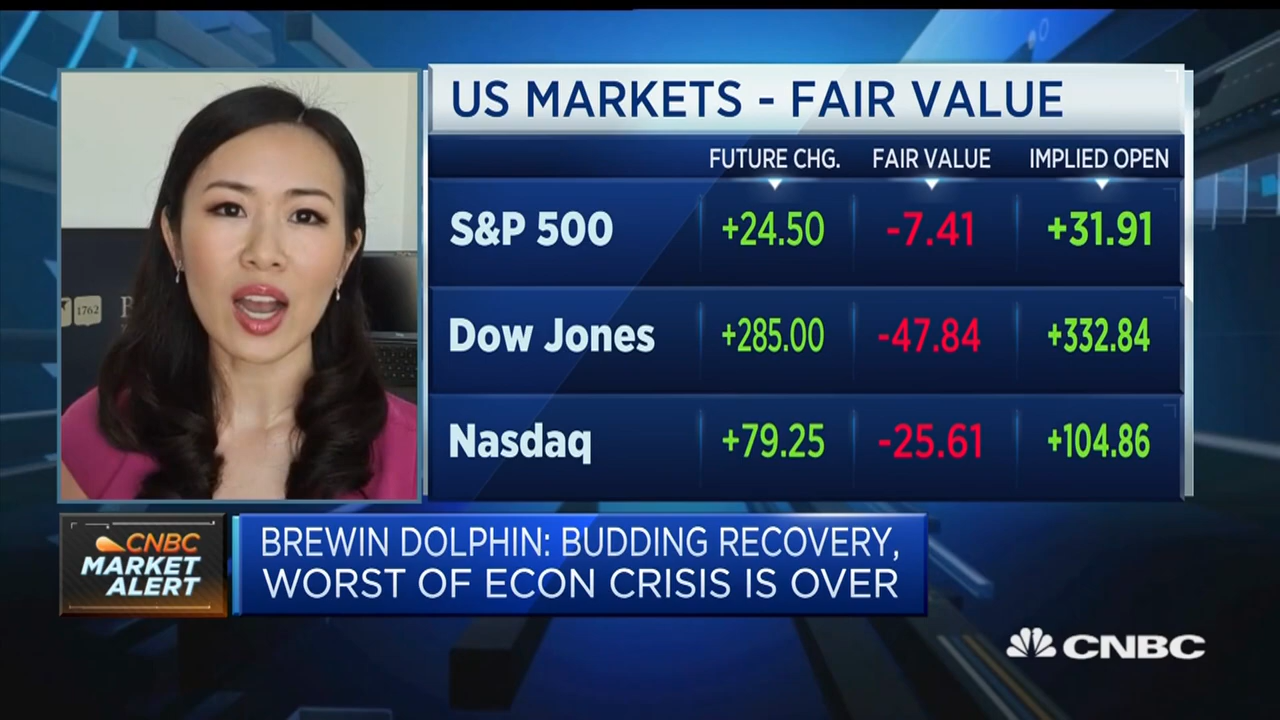 US MARKETS - FAIR VALUE
FUTURE CHG. FAIR VALUE IMPLIED OPEN
S&P 500 +24.50 -7.41 +31.91
Dow Jones +285.00 -47.84 +332.84
Nasdaq +79.25 -25.61 +104.86
1762
CNBC
MARKET
ALERT
BREWIN DOLPHIN: BUDDING RECOVERY,
WORST OF ECON CRISIS IS OVER
CNBC